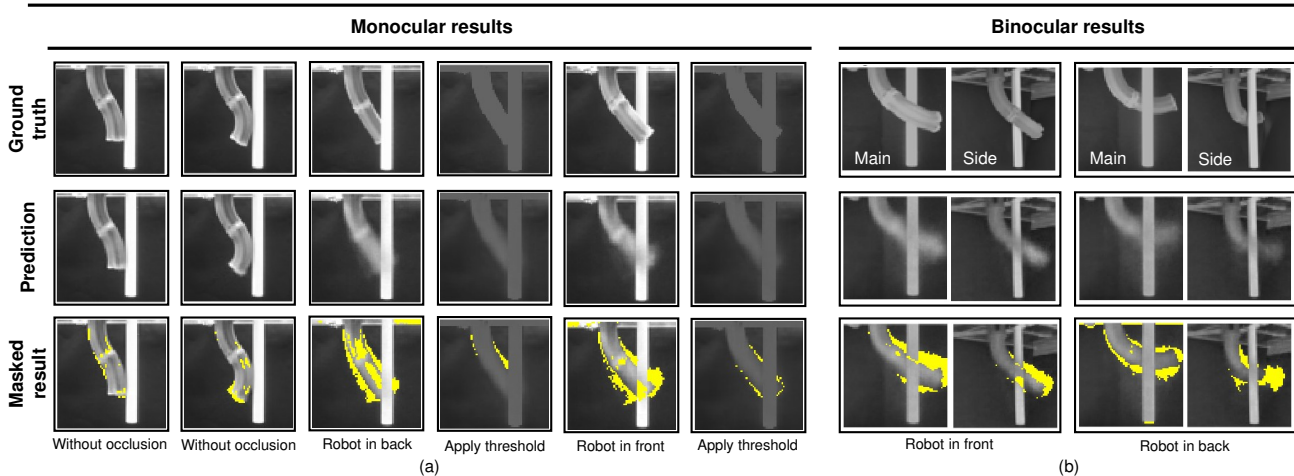 Monocular results
Binocular results
Ground truth
Main
Side
Main
Side
Prediction
Masked result
Without occlusion
Without occlusion
Robot in back
Apply threshold
Robot in front
Apply threshold
Robot in front
Robot in back
(a)
(b)